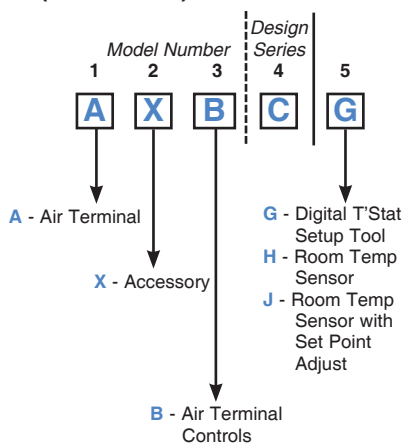 Model Number
Design
Series
1 2 3 4 5
A X B C G
A - Air Terminal
X - Accessory
B - Air Terminal
Controls
G - Digital T'Stat
Setup Tool
H - Room Temp
Sensor
J - Room Temp
Sensor with
Set Point
Adjust